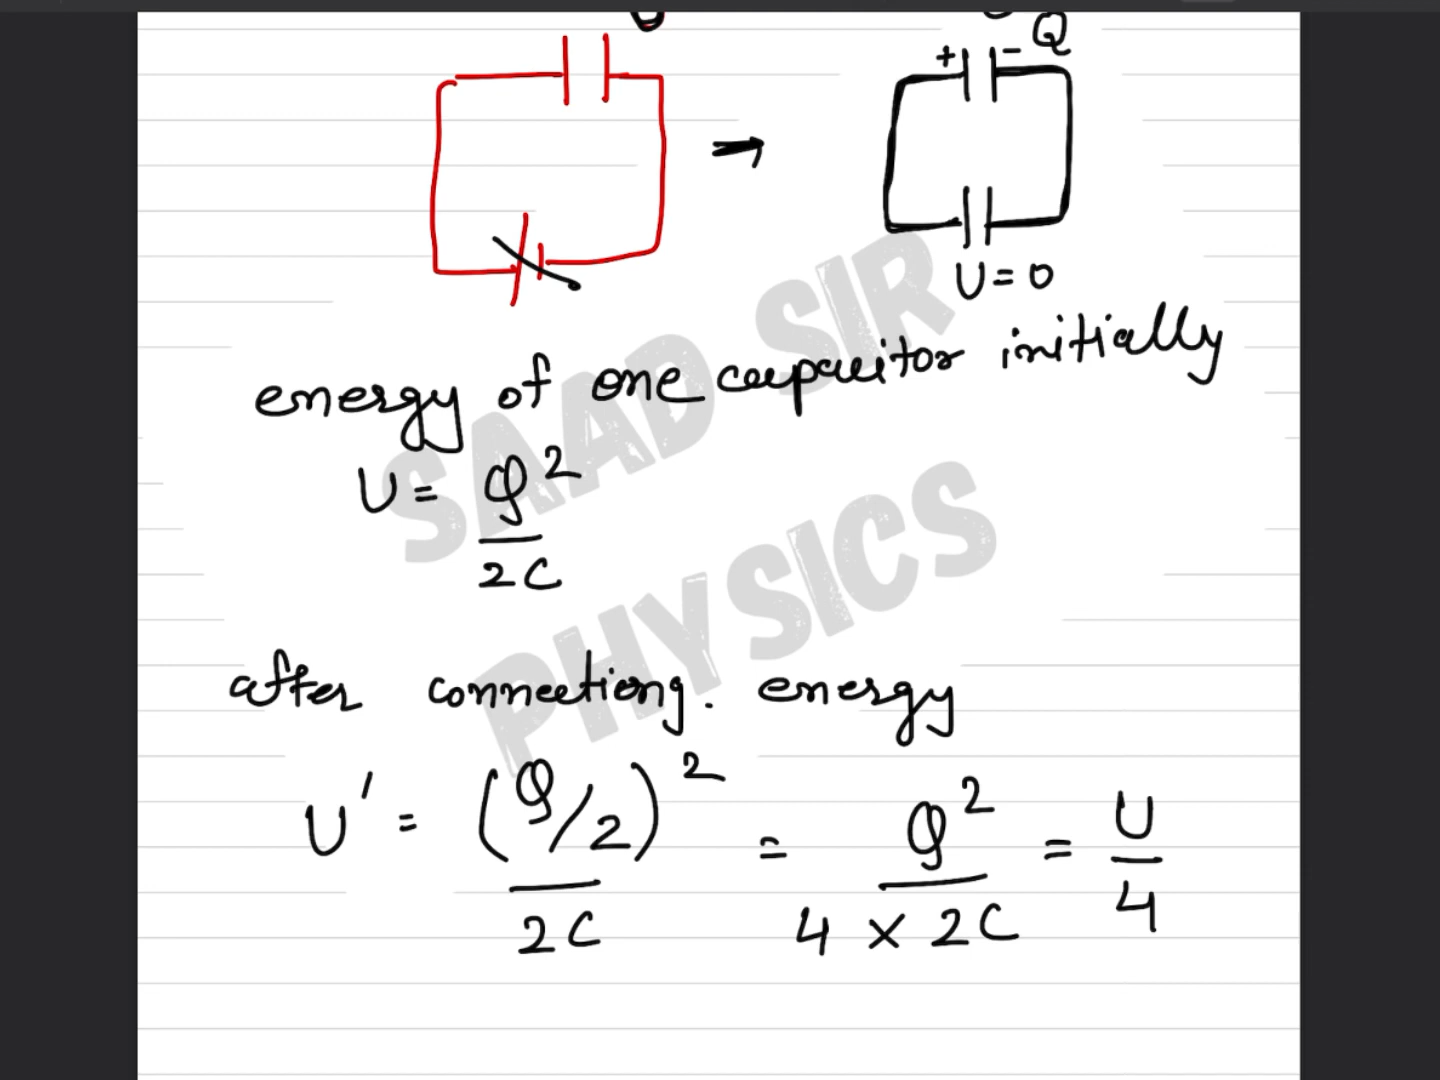 + - Q
U = 0
energy of one capacitor initially
U = Q²
2C
after connectiong. energy
U' = (Q/2)² = Q² = U
2C 4 × 2C 4
SAAD SIR
PHYSICS